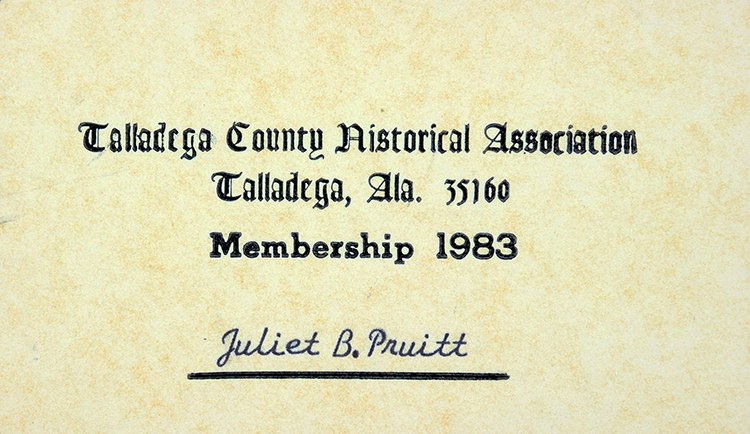 Talladega County Historical Association
Talladega, Ala. 35160
Membership 1983
Juliet B. Pruitt